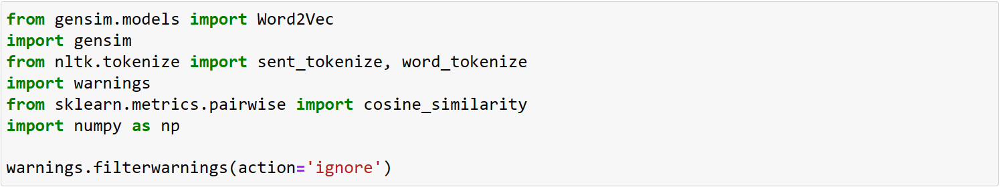 from gensim.models import Word2Vec
import gensim
from nltk.tokenize import sent_tokenize, word_tokenize
import warnings
from sklearn.metrics.pairwise import cosine_similarity
import numpy as np
warnings.filterwarnings(action='ignore')